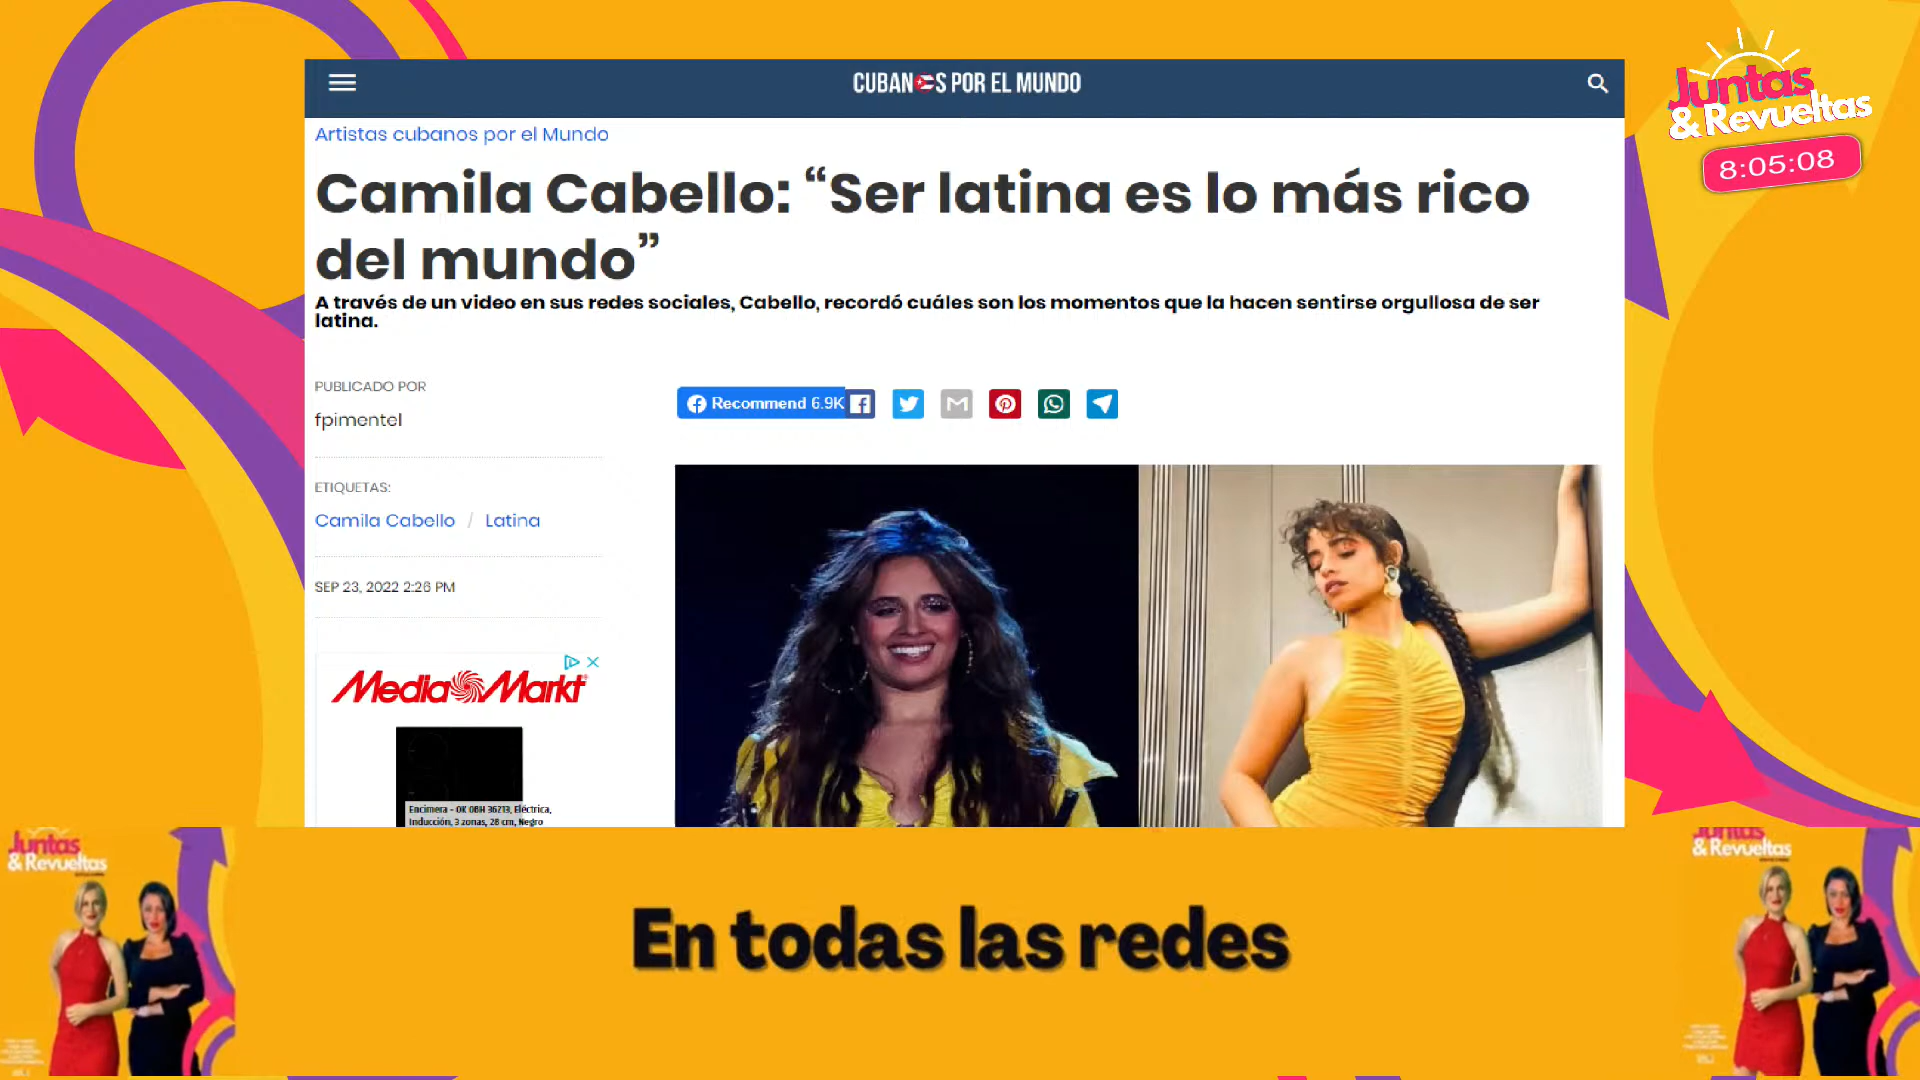 CUBANOS POR EL MUNDO
Juntas
& Revueltas
8:05:08
Artistas cubanos por el Mundo
Camila Cabello: “Ser latina es lo más rico
del mundo”
A través de un video en sus redes sociales, Cabello, recordó cuáles son los momentos que la hacen sentirse orgullosa de ser
latina.
PUBLICADO POR
fpimentel
Recommend 6.9K
ETIQUETAS:
Camila Cabello / Latina
SEP 23, 2022 2:26 PM
MediaMarkt
Encimera - OK OBH 36213, Eléctrica,
Inducción, 3 zonas, 28 cm, Negro
Juntas
& Revueltas
Juntas
& Revueltas
En todas las redes